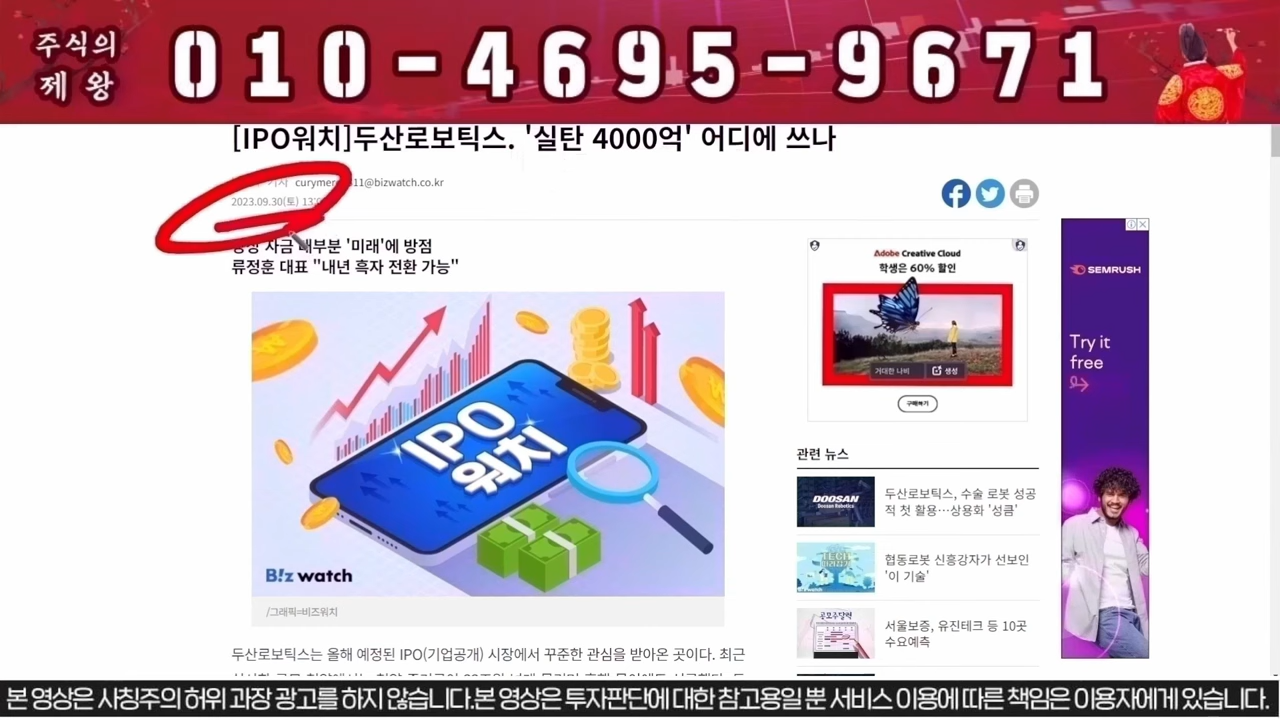 주식의
제 왕
010-4695-9671
[IPO워치]두산로보틱스. '실탄 4000억' 어디에 쓰나
@bizwatch.co.kr
2023.09.30(토)
자금 대부분 '미래'에 방점
류정훈 대표 "내년 흑자 전환 가능"
IPO
워치
B!z watch
/그래픽=비즈워치
두산로보틱스는 올해 예정된 IPO(기업공개) 시장에서 꾸준한 관심을 받아온 곳이다. 최근
Adobe Creative Cloud
학생은 60% 할인
거대한 나비
생성
구매하기
관련 뉴스
DOOSAN
Doosan Robotics
두산로보틱스, 수술 로봇 성공
적 첫 활용…상용화 '성큼'
협동로봇 신흥강자가 선보인
'이 기술'
공모주달력
서울보증, 유진테크 등 10곳
수요예측
SEMRUSH
Try it
free
본 영상은 사칭주의 허위 과장 광고를 하지 않습니다.본 영상은 투자판단에 대한 참고용일 뿐 서비스 이용에 따른 책임은 이용자에게 있습니다.